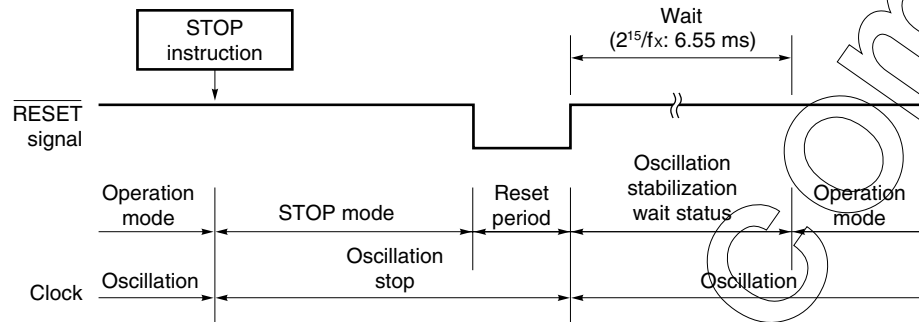 STOP
instruction
Wait
(2¹⁵/fx: 6.55 ms)
RESET
signal
Operation
mode
STOP mode
Reset
period
Oscillation
stabilization
wait status
Operation
mode
Clock
Oscillation
Oscillation
stop
Oscillation
com